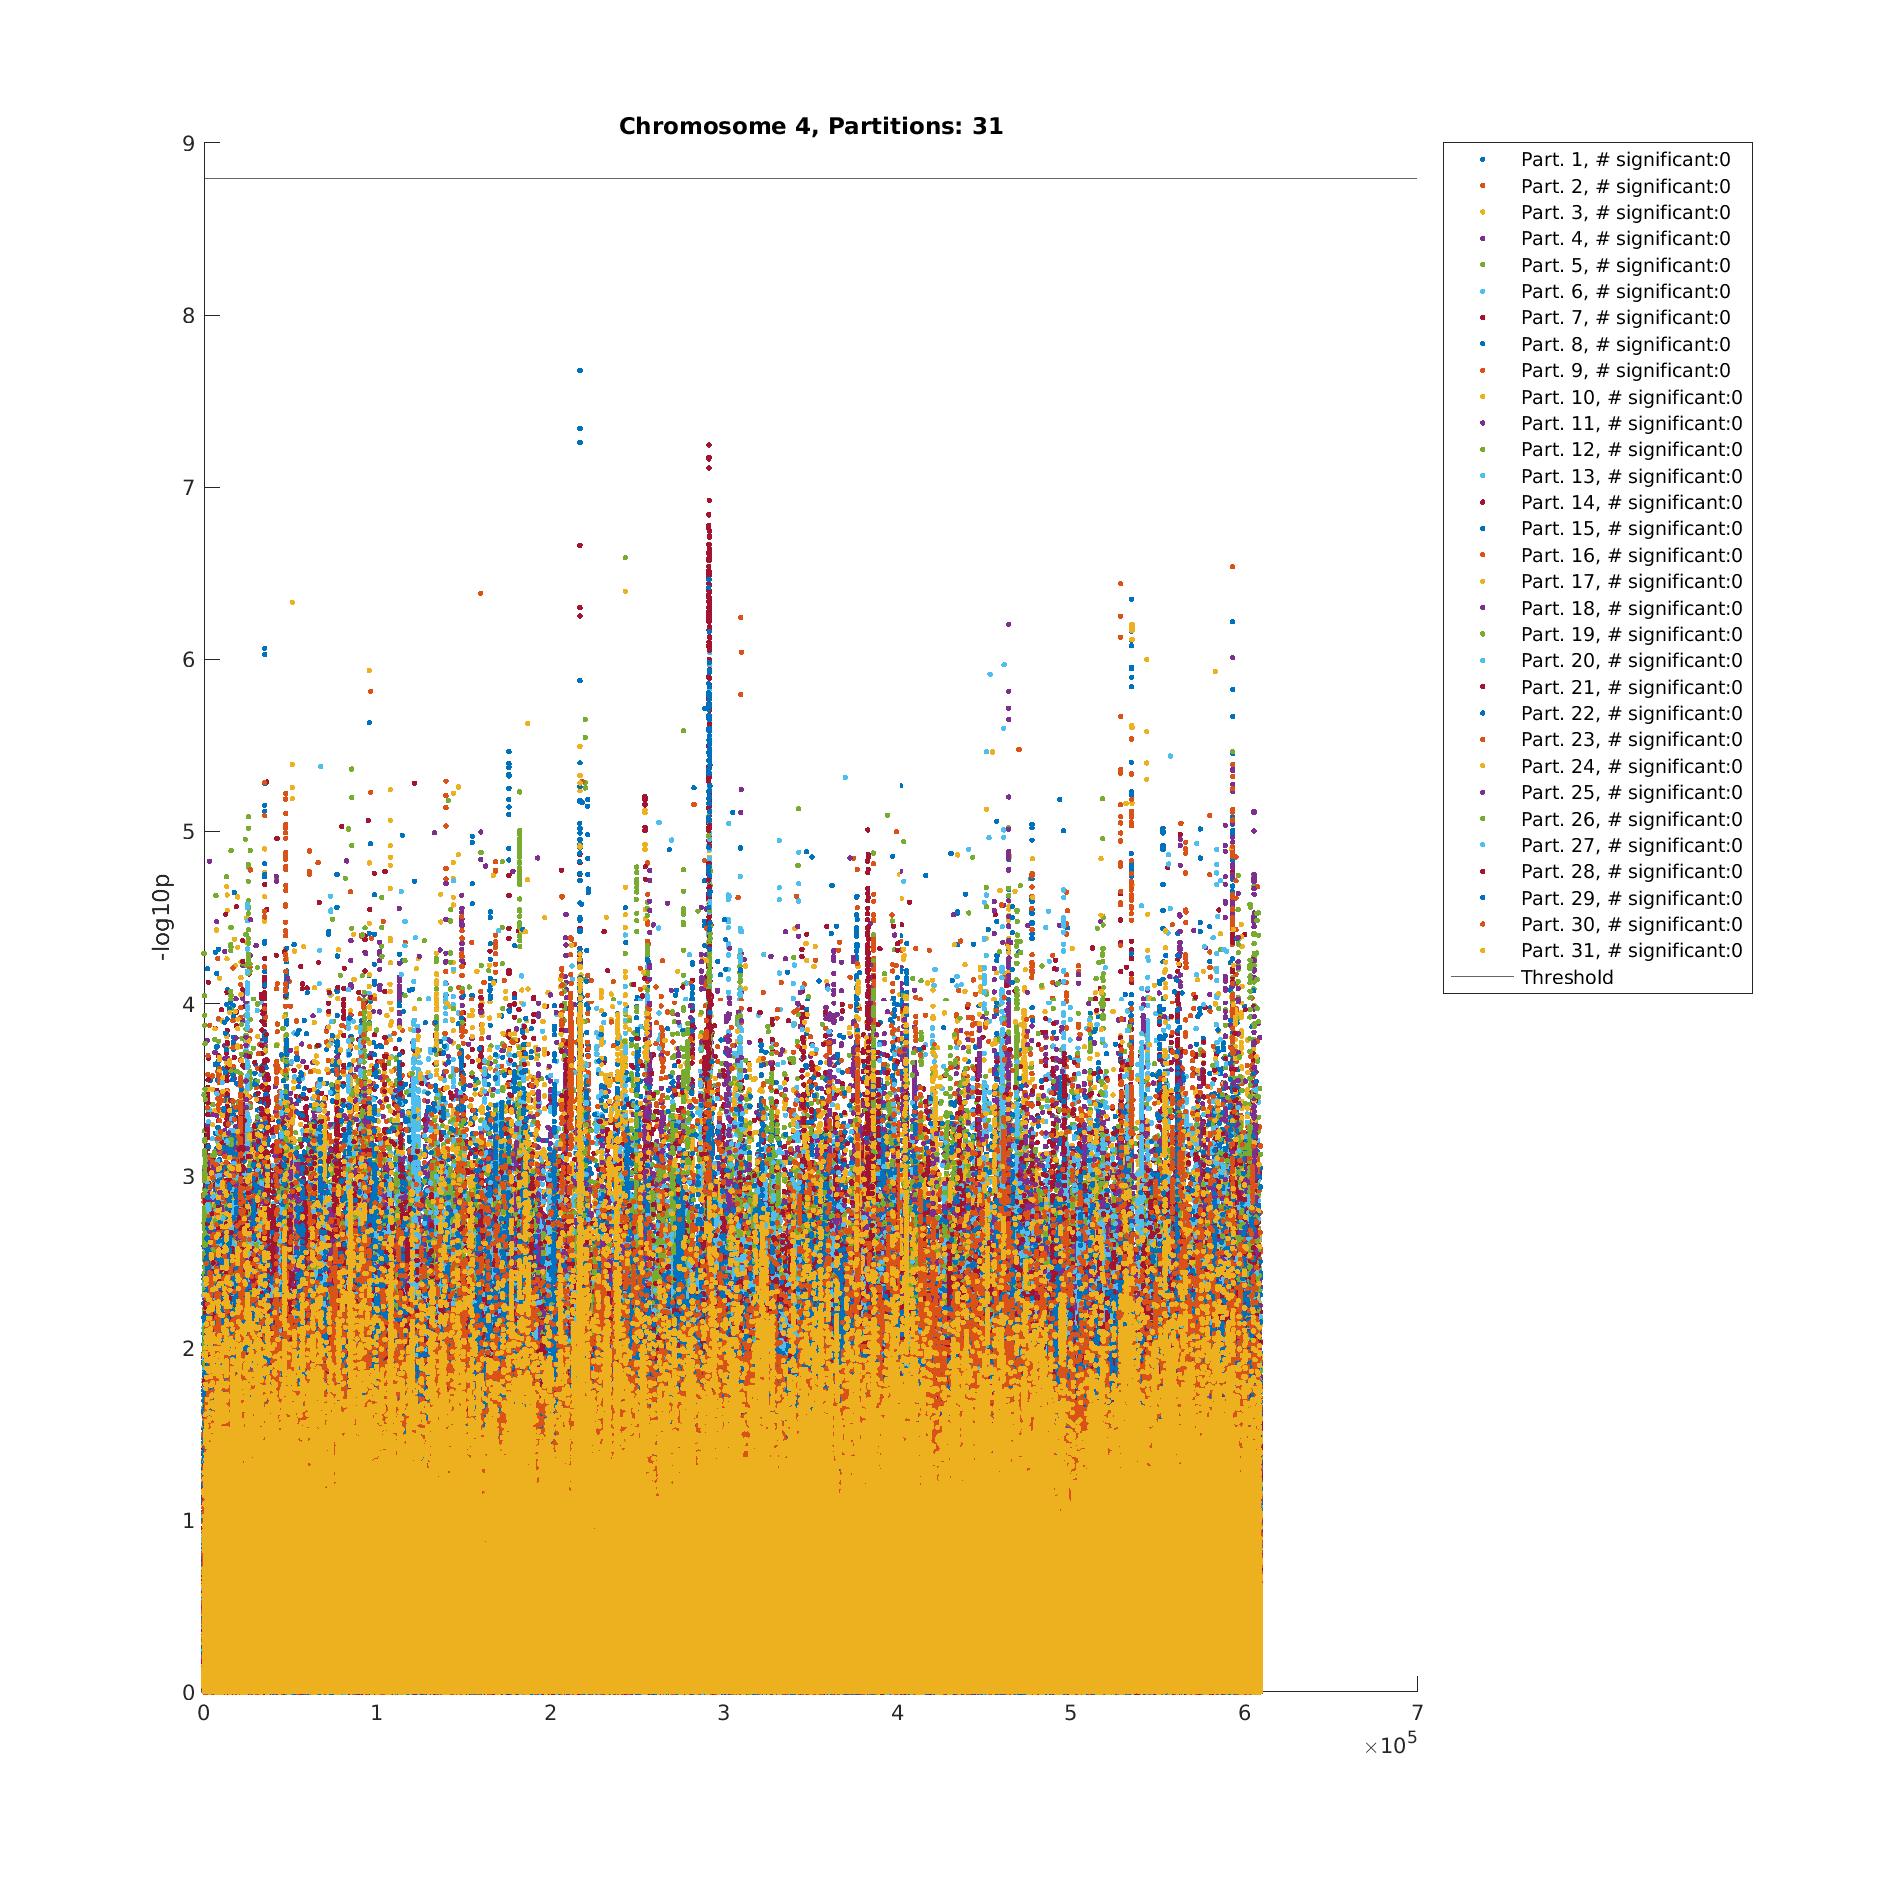 Chromosome 4, Partitions: 31
9
8
7
6
5
4
3
2
1
0
-log10p
0 1 2 3 4 5 6 7
×10^5
Part. 1, # significant:0
Part. 2, # significant:0
Part. 3, # significant:0
Part. 4, # significant:0
Part. 5, # significant:0
Part. 6, # significant:0
Part. 7, # significant:0
Part. 8, # significant:0
Part. 9, # significant:0
Part. 10, # significant:0
Part. 11, # significant:0
Part. 12, # significant:0
Part. 13, # significant:0
Part. 14, # significant:0
Part. 15, # significant:0
Part. 16, # significant:0
Part. 17, # significant:0
Part. 18, # significant:0
Part. 19, # significant:0
Part. 20, # significant:0
Part. 21, # significant:0
Part. 22, # significant:0
Part. 23, # significant:0
Part. 24, # significant:0
Part. 25, # significant:0
Part. 26, # significant:0
Part. 27, # significant:0
Part. 28, # significant:0
Part. 29, # significant:0
Part. 30, # significant:0
Part. 31, # significant:0
Threshold